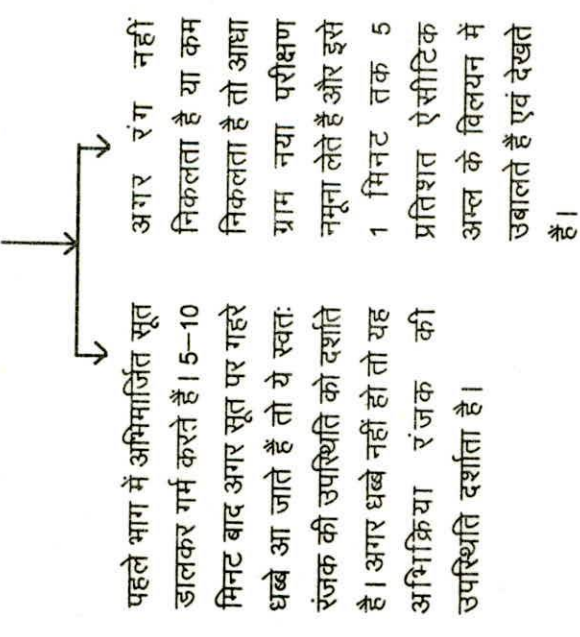 पहले भाग में अभिमार्जित सूत
डालकर गर्म करते हैं। 5–10
मिनट बाद अगर सूत पर गहरे
धब्बे आ जाते हैं तो ये स्वतः
रंजक की उपस्थिति को दर्शाते
है। अगर धब्बे नहीं हो तो यह
अभिक्रिया रंजक की
उपस्थिति दर्शाता है।
अगर रंग नहीं
निकलता है या कम
निकलता है तो आधा
ग्राम नया परीक्षण
नमूना लेते हैं और इसे
1 मिनट तक 5
प्रतिशत ऐसीटिक
अम्ल के विलयन में
उबालते हैं एवं देखते
हैं।